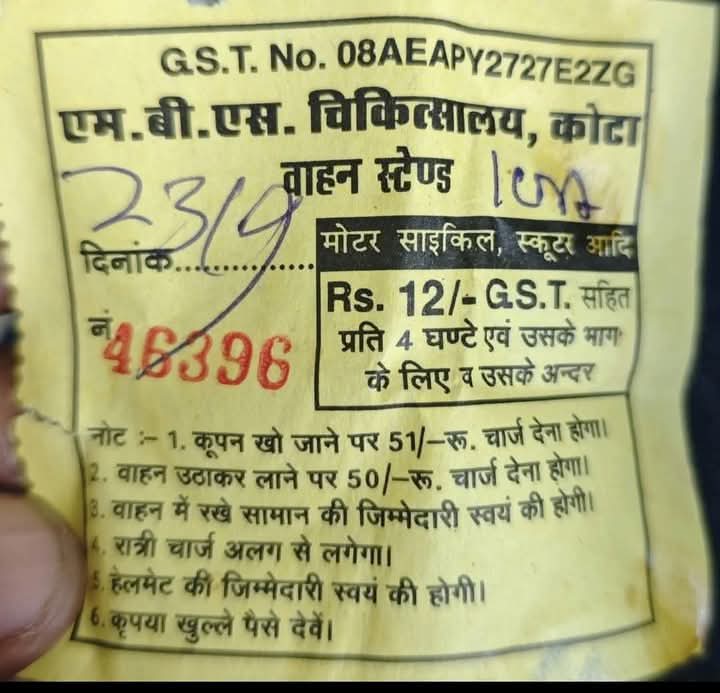 G.S.T. No. 08AEAPY2727E2ZG
एम.बी.एस. चिकित्सालय, कोटा
वाहन स्टेण्ड
23/9
दिनांक..............
मोटर साइकिल, स्कूटर आदि
Rs. 12/- G.S.T. सहित
प्रति 4 घण्टे एवं उसके भाग
के लिए व उसके अन्दर
नं. 46396
नोट :- 1. कूपन खो जाने पर 51/-रू. चार्ज देना होगा।
2. वाहन उठाकर लाने पर 50/-रू. चार्ज देना होगा।
3. वाहन में रखे सामान की जिम्मेदारी स्वयं की होगी।
4. रात्री चार्ज अलग से लगेगा।
5. हेलमेट की जिम्मेदारी स्वयं की होगी।
6. कृपया खुल्ले पैसे देवें।